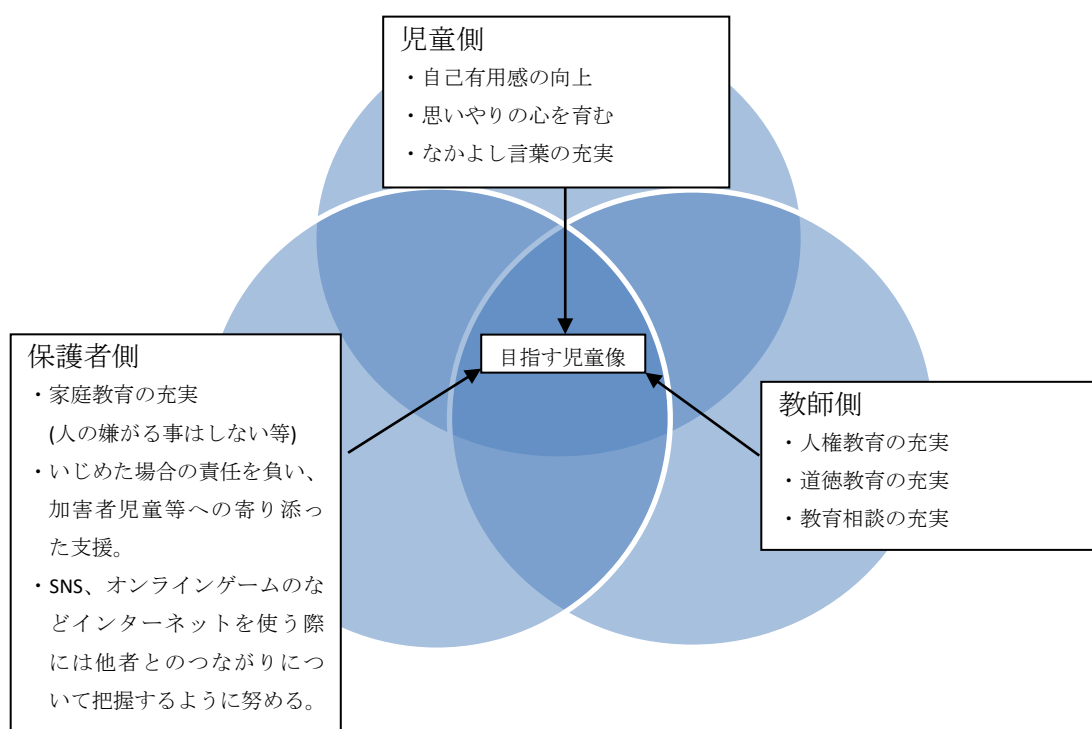 児童側
・自己有用感の向上
・思いやりの心を育む
・なかよし言葉の充実
目指す児童像
保護者側
・家庭教育の充実
(人の嫌がる事はしない等)
・いじめた場合の責任を負い、
加害者児童等への寄り添っ
た支援。
・SNS、オンラインゲームのな
どインターネットを使う際
には他者とのつながりにつ
いて把握するように努める。
教師側
・人権教育の充実
・道徳教育の充実
・教育相談の充実